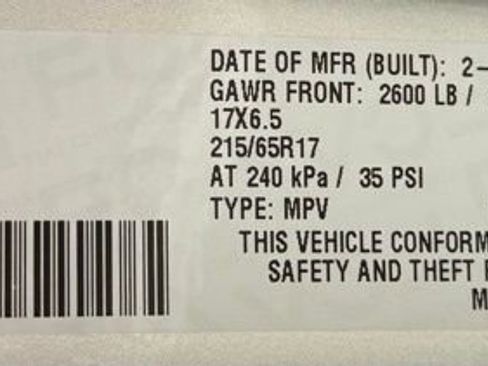 DATE OF MFR (BUILT): 2-
GAWR FRONT: 2600 LB /
17X6.5
215/65R17
AT 240 kPa / 35 PSI
TYPE: MPV
THIS VEHICLE CONFORM
SAFETY AND THEFT
M